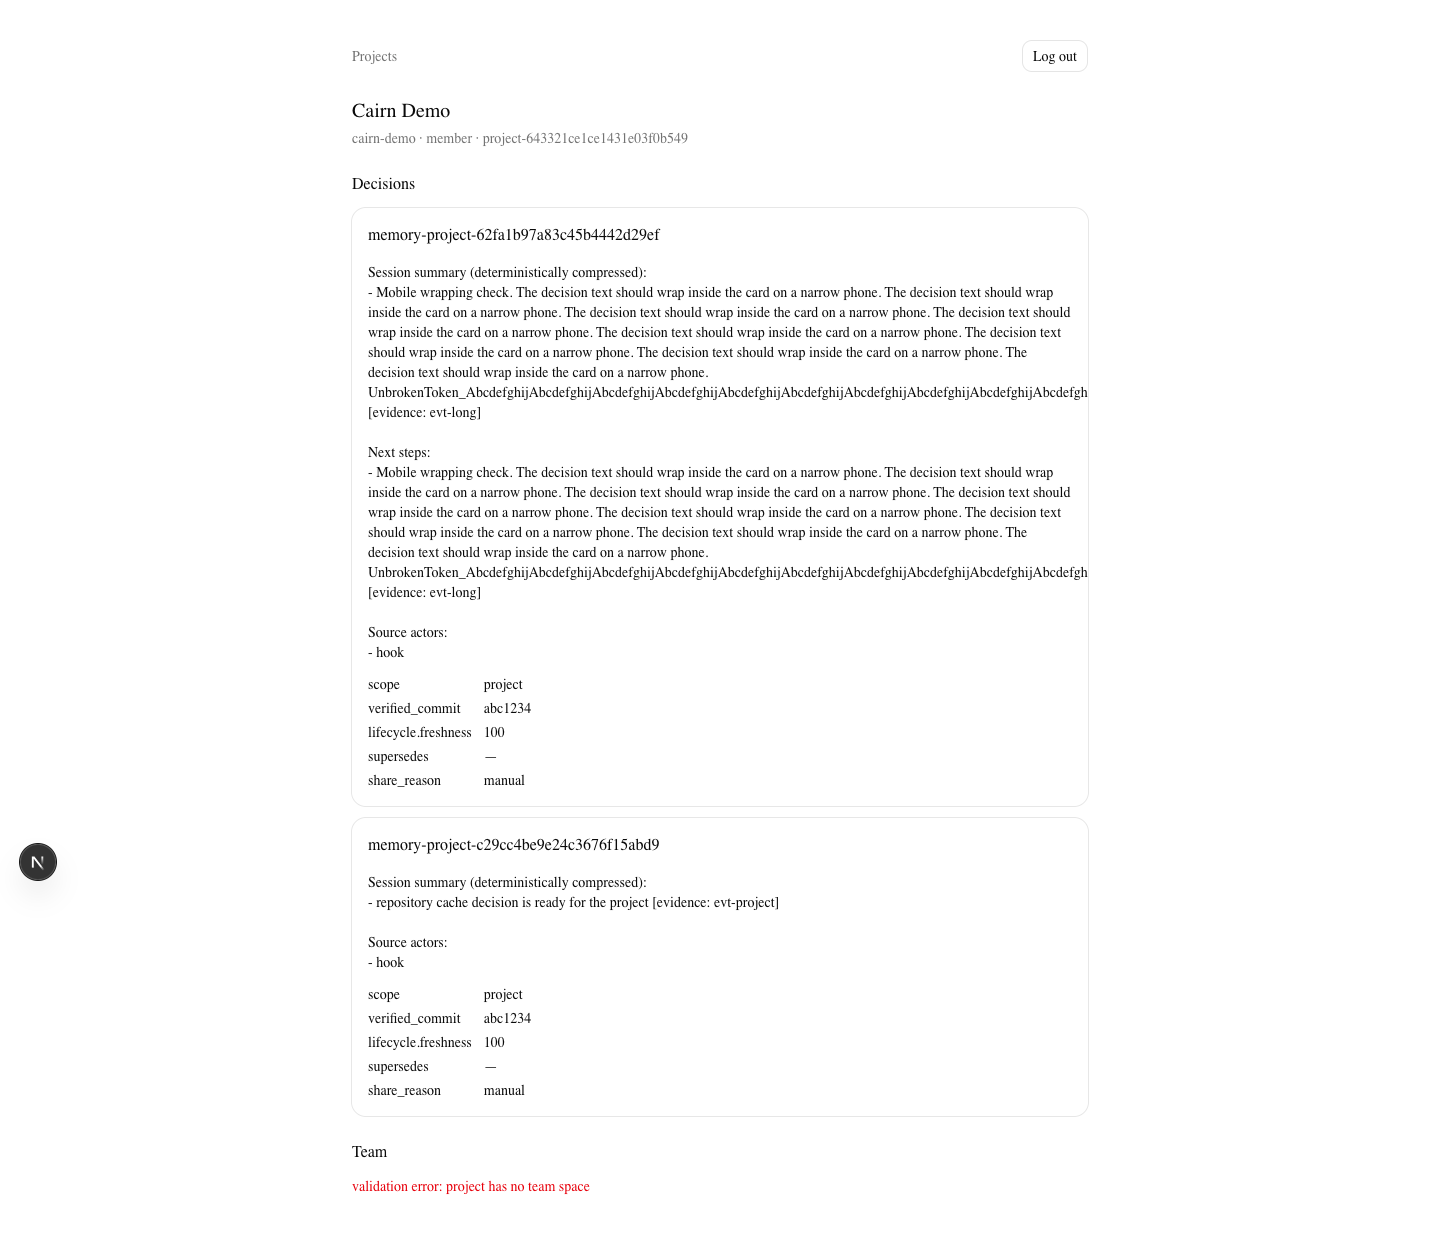 Projects
Log out
Cairn Demo
cairn-demo · member · project-643321ce1ce1431e03f0b549
Decisions
memory-project-62fa1b97a83c45b4442d29ef
Session summary (deterministically compressed):
- Mobile wrapping check. The decision text should wrap inside the card on a narrow phone. The decision text should wrap
inside the card on a narrow phone. The decision text should wrap inside the card on a narrow phone. The decision text should
wrap inside the card on a narrow phone. The decision text should wrap inside the card on a narrow phone. The decision text
should wrap inside the card on a narrow phone. The decision text should wrap inside the card on a narrow phone. The
decision text should wrap inside the card on a narrow phone.
UnbrokenToken_AbcdefghijAbcdefghijAbcdefghijAbcdefghijAbcdefghijAbcdefghijAbcdefghijAbcdefghijAbcdefghijAbcdefgh
[evidence: evt-long]
Next steps:
- Mobile wrapping check. The decision text should wrap inside the card on a narrow phone. The decision text should wrap
inside the card on a narrow phone. The decision text should wrap inside the card on a narrow phone. The decision text should
wrap inside the card on a narrow phone. The decision text should wrap inside the card on a narrow phone. The decision text
should wrap inside the card on a narrow phone. The decision text should wrap inside the card on a narrow phone. The
decision text should wrap inside the card on a narrow phone.
UnbrokenToken_AbcdefghijAbcdefghijAbcdefghijAbcdefghijAbcdefghijAbcdefghijAbcdefghijAbcdefghijAbcdefghijAbcdefgh
[evidence: evt-long]
Source actors:
- hook
scope project
verified_commit abc1234
lifecycle.freshness 100
supersedes —
share_reason manual
memory-project-c29cc4be9e24c3676f15abd9
Session summary (deterministically compressed):
- repository cache decision is ready for the project [evidence: evt-project]
Source actors:
- hook
scope project
verified_commit abc1234
lifecycle.freshness 100
supersedes —
share_reason manual
N
Team
validation error: project has no team space